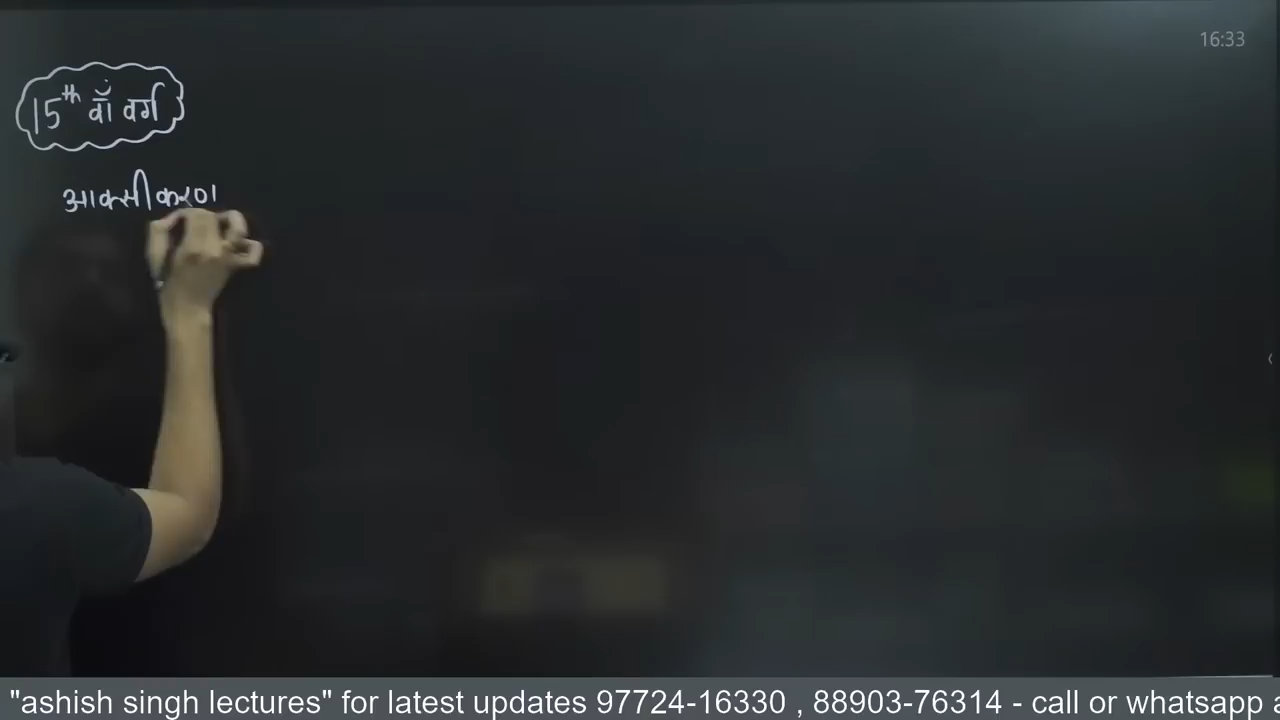 16:33
15th वाँ वर्ग
आक्सीकरण
"ashish singh lectures" for latest updates 97724-16330 , 88903-76314 - call or whatsapp